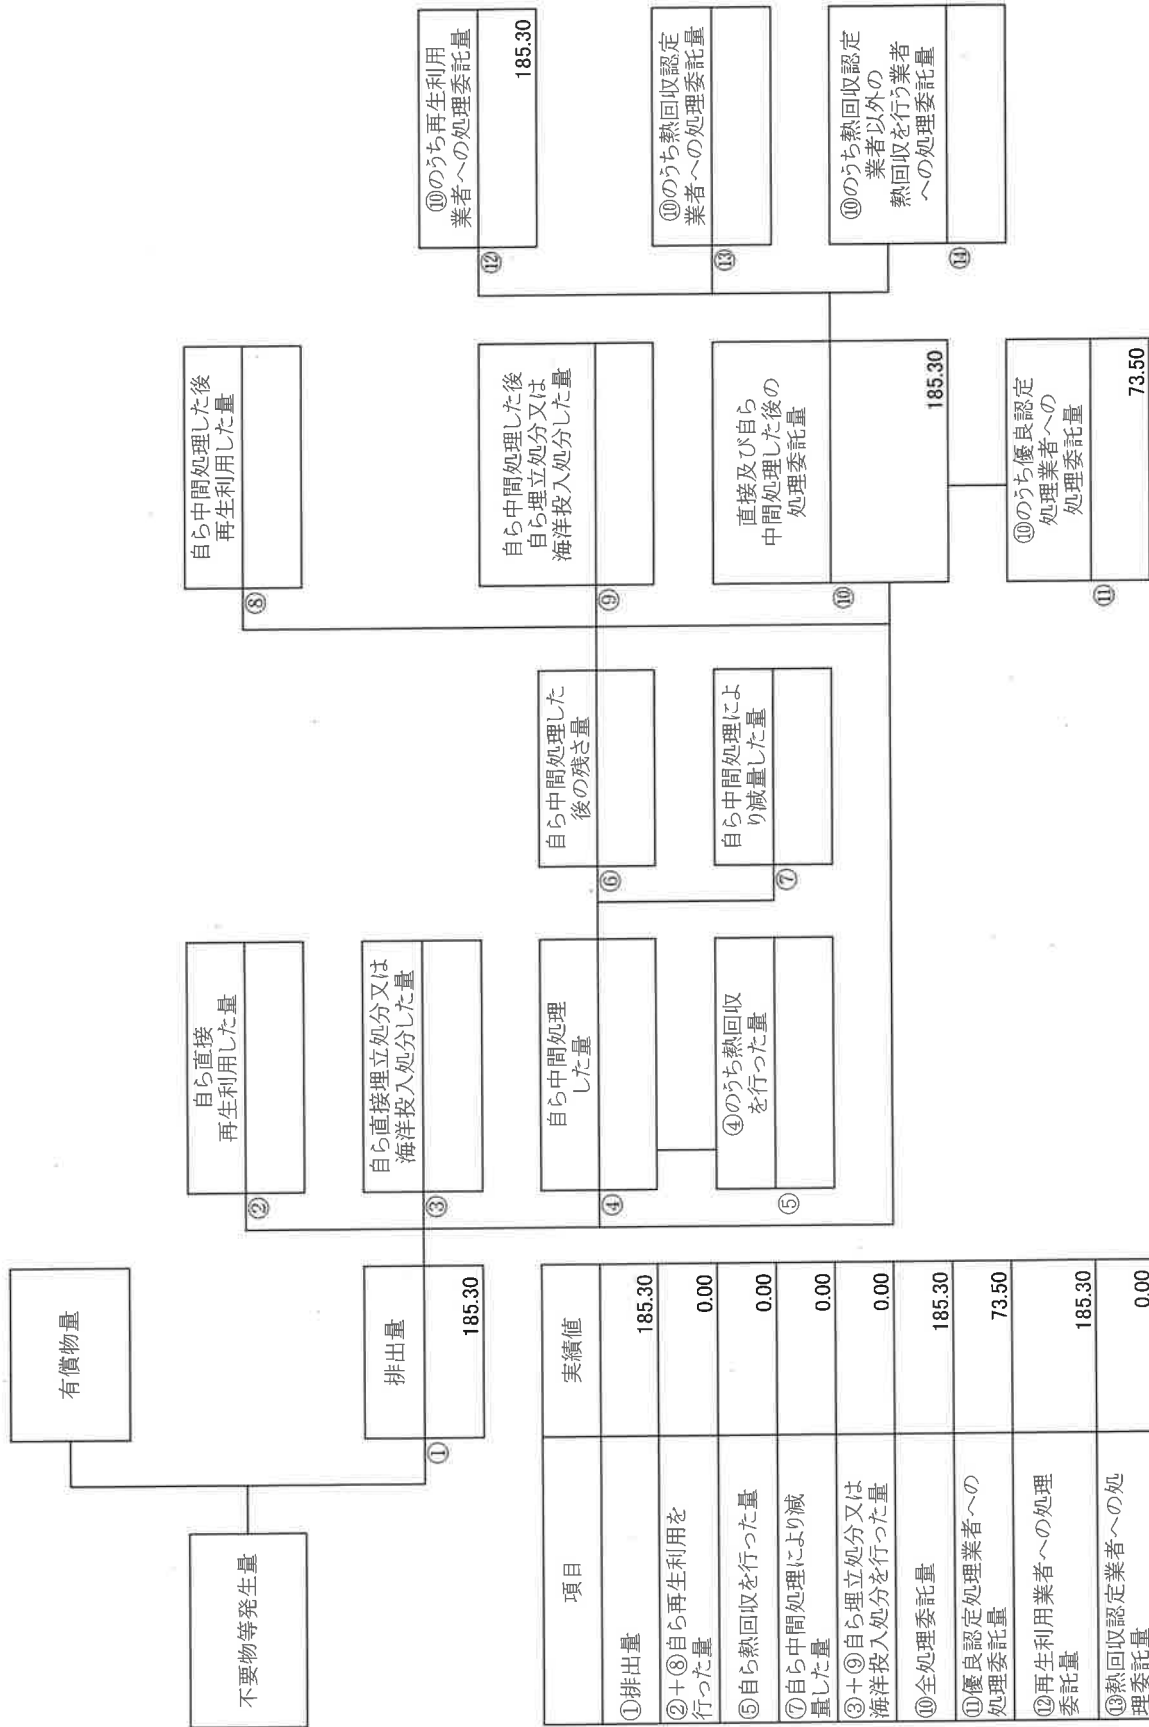 有償物量
不要物等発生量
排出量
①
185.30
自ら直接
再生利用した量
②
自ら直接埋立処分又は
海洋投入処分した量
③
自ら中間処理
した量
④
④のうち熱回収
を行った量
⑤
自ら中間処理した
後の残さ量
⑥
自ら中間処理によ
り減量した量
⑦
自ら中間処理した後
再生利用した量
⑧
自ら中間処理した後
自ら埋立処分又は
海洋投入処分した量
⑨
直接及び自ら
中間処理した後の
処理委託量
⑩
185.30
⑩のうち優良認定
処理業者への
処理委託量
⑪
73.50
⑩のうち再生利用
業者への処理委託量
⑫
185.30
⑩のうち熱回収認定
業者への処理委託量
⑬
⑩のうち熱回収認定
業者以外の
熱回収を行う業者
への処理委託量
⑭
項目 実績値
①排出量 185.30
②+⑧自ら再生利用を
行った量 0.00
⑤自ら熱回収を行った量 0.00
⑦自ら中間処理により減
量した量 0.00
③+⑨自ら埋立処分又は
海洋投入処分を行った量 0.00
⑩全処理委託量 185.30
⑪優良認定処理業者への
処理委託量 73.50
⑫再生利用業者への処理
委託量 185.30
⑬熱回収認定業者への処
理委託量 0.00